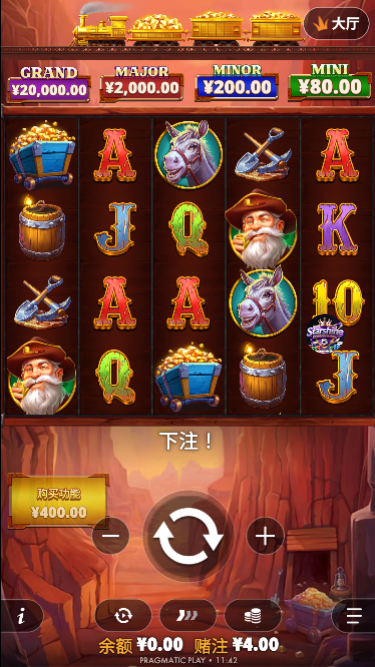 大厅
GRAND
MAJOR
MINOR
MINI
¥20,000.00
¥2,000.00
¥200.00
¥80.00
A
A
J
Q
K
A
A
10
Starshine
Q
J
下注！
购买功能
¥400.00
余额 ¥0.00 赌注 ¥4.00
PRAGMATIC PLAY • 11:42